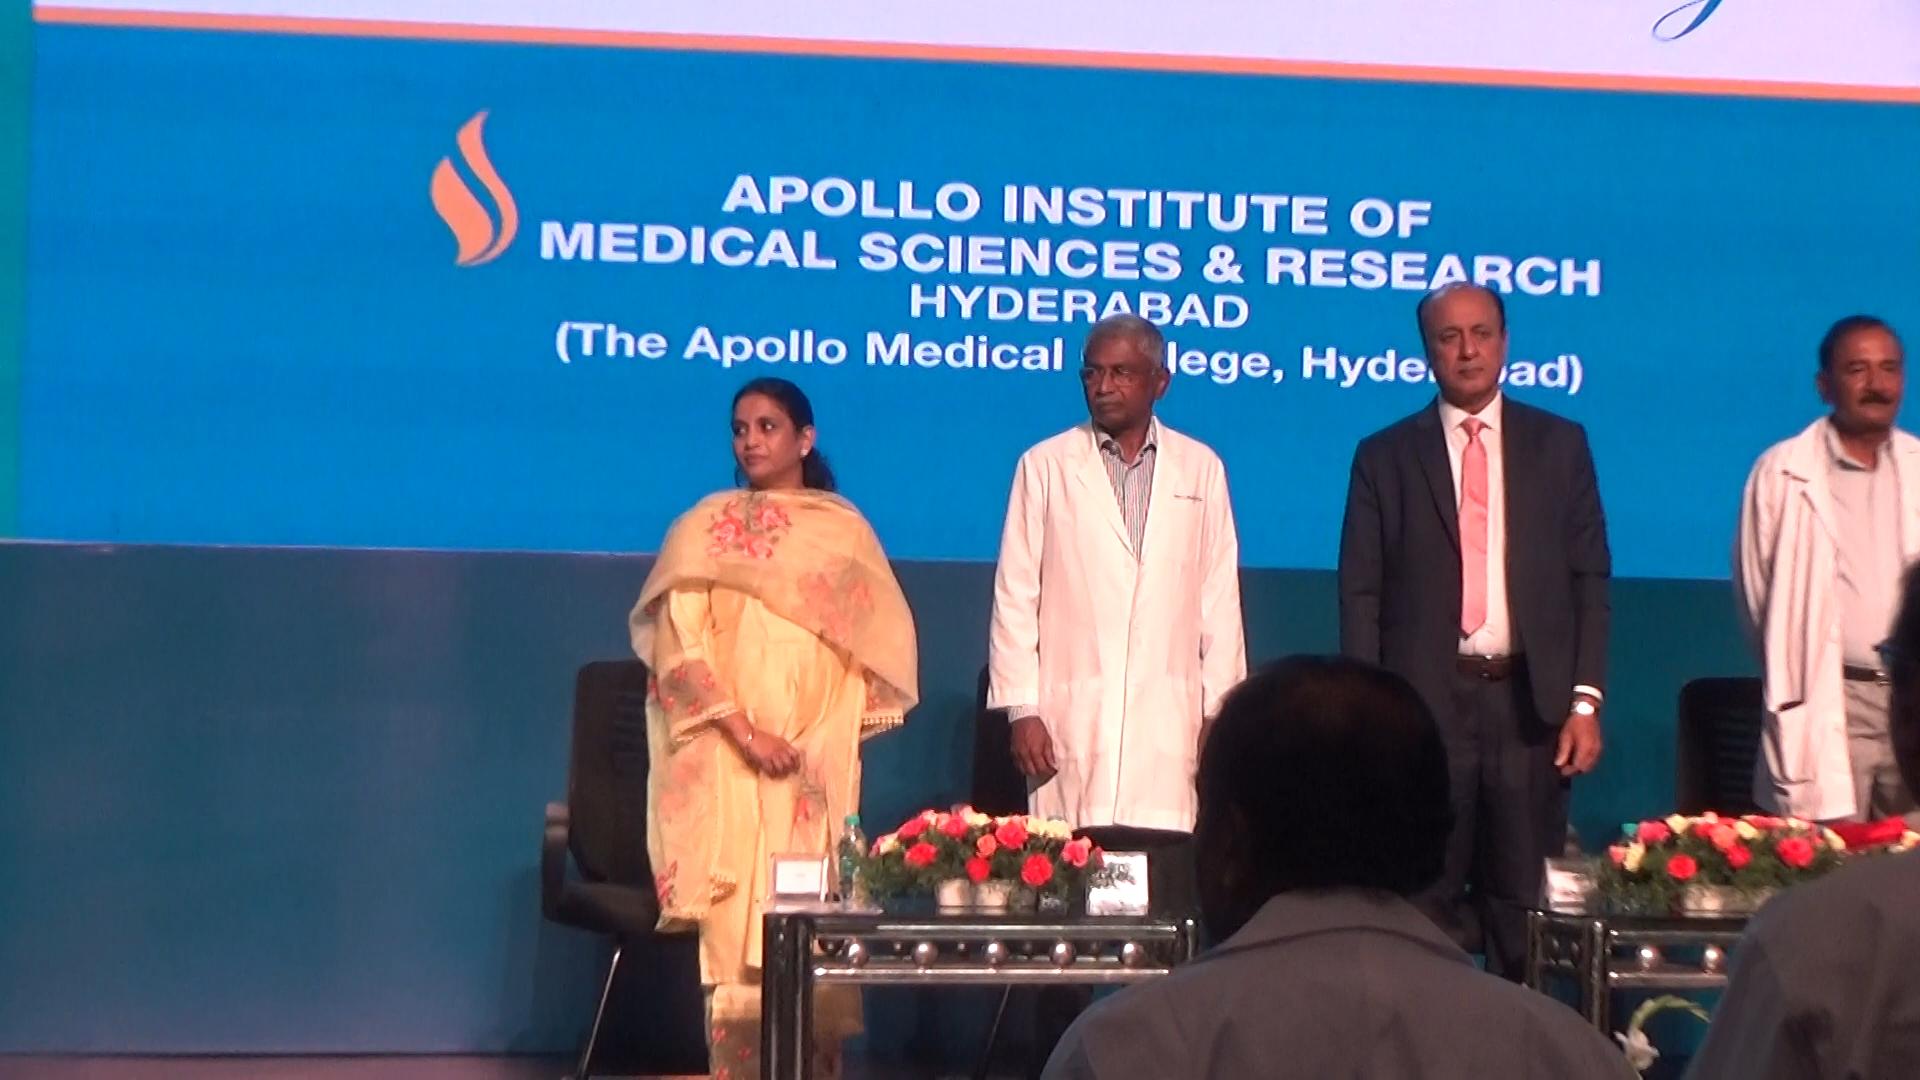 APOLLO INSTITUTE OF
MEDICAL SCIENCES & RESEARCH
HYDERABAD
(The Apollo Medical lege, Hyde ad)